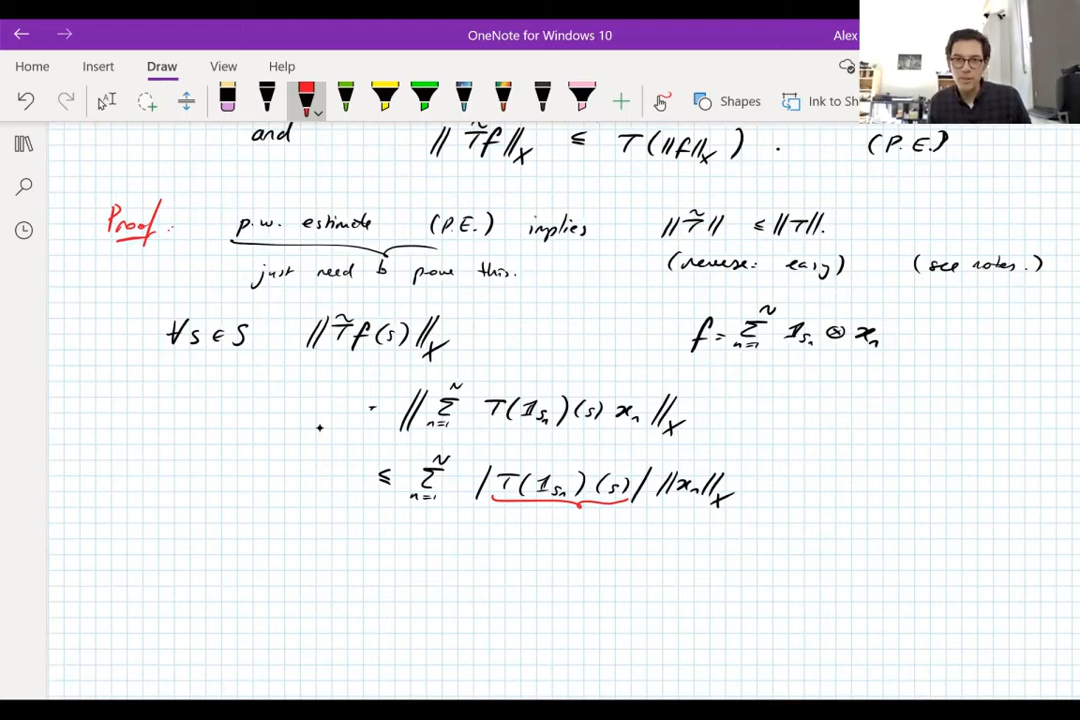 OneNote for Windows 10
Alex
Home Insert Draw View Help
Shapes Ink to Sh
and ‖T̃f‖_X ≤ T(‖f‖_X). (P.E.)
Proof: p.w. estimate (P.E.) implies ‖T̃‖ ≤ ‖T‖.
just need to prove this. (reverse: easy) (see notes.)
∀s ∈ S ‖T̃f(s)‖_X f = Σ_{n=1}^N 𝟙_{S_n} ⊗ x_n
= ‖Σ_{n=1}^N T(𝟙_{S_n})(s) x_n‖_X
≤ Σ_{n=1}^N |T(𝟙_{S_n})(s)| ‖x_n‖_X